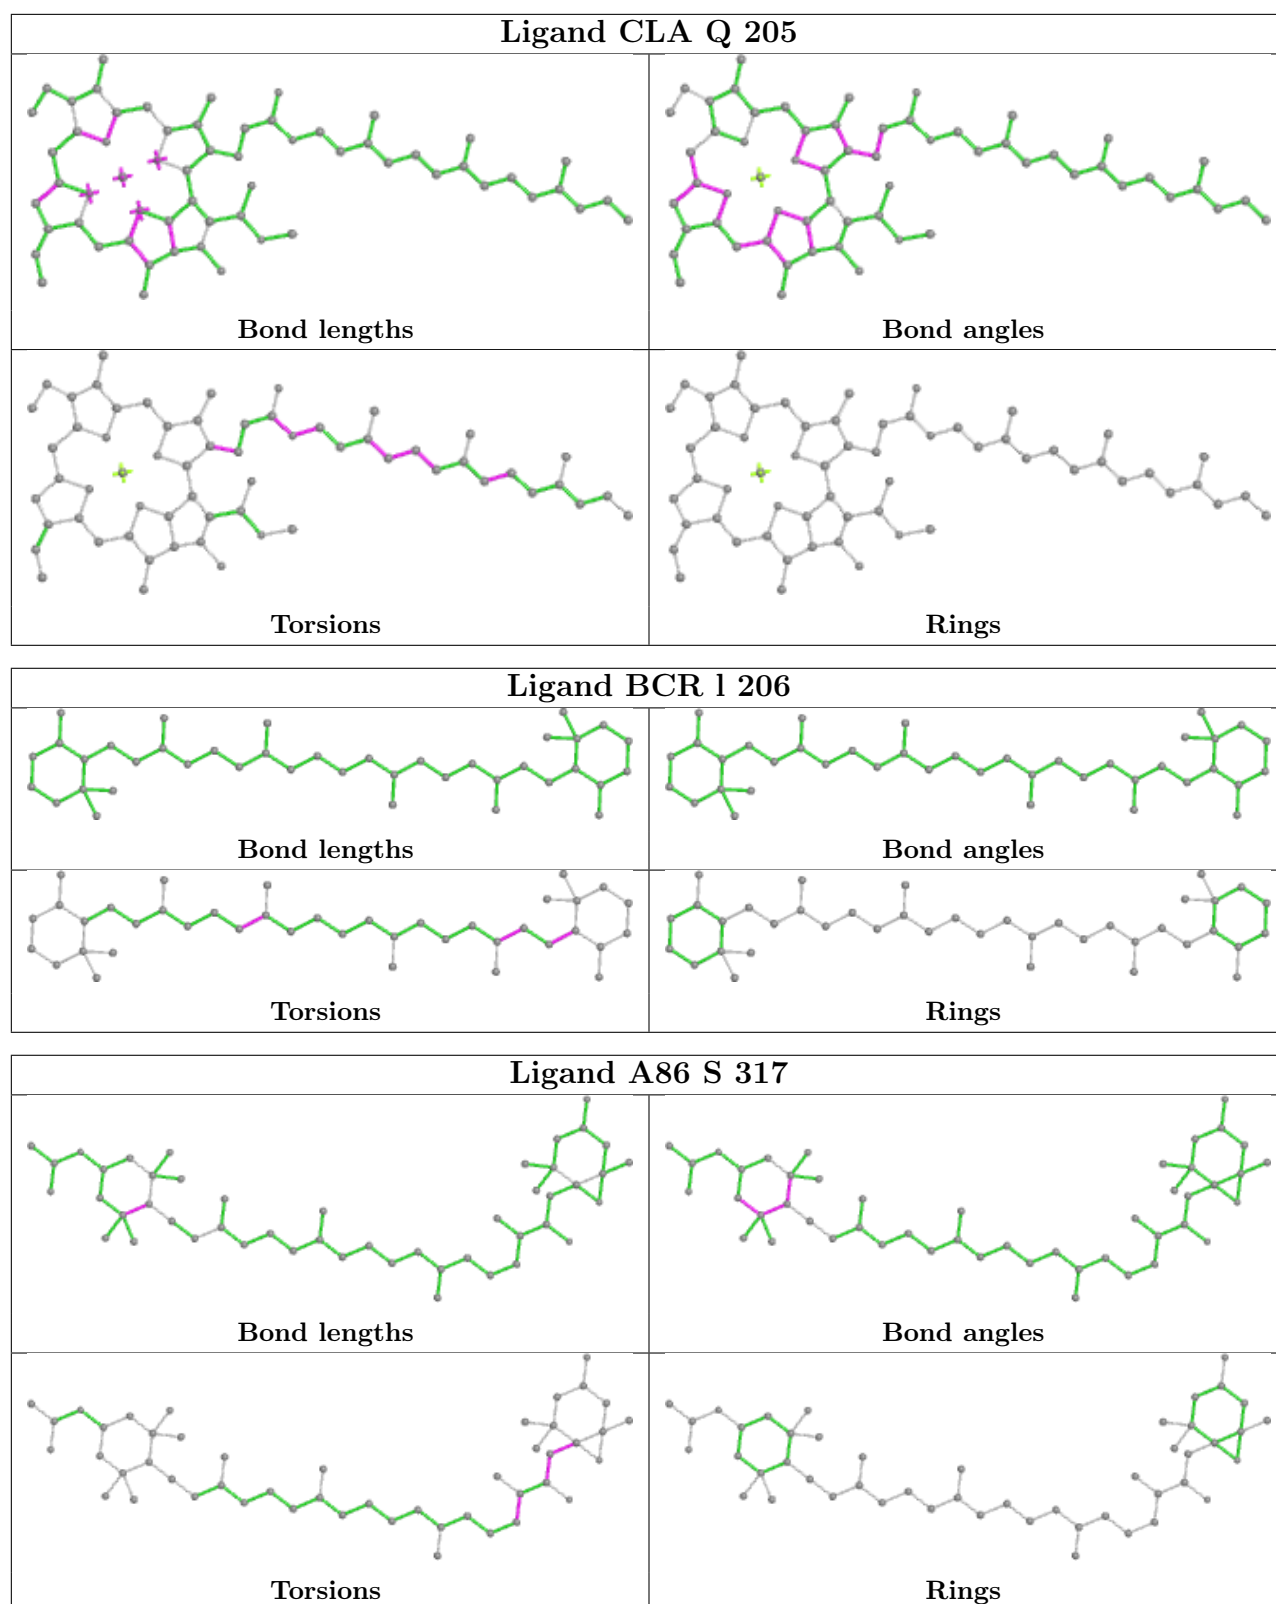 Ligand CLA Q 205
Bond lengths
Bond angles
Torsions
Rings
Ligand BCR l 206
Bond lengths
Bond angles
Torsions
Rings
Ligand A86 S 317
Bond lengths
Bond angles
Torsions
Rings